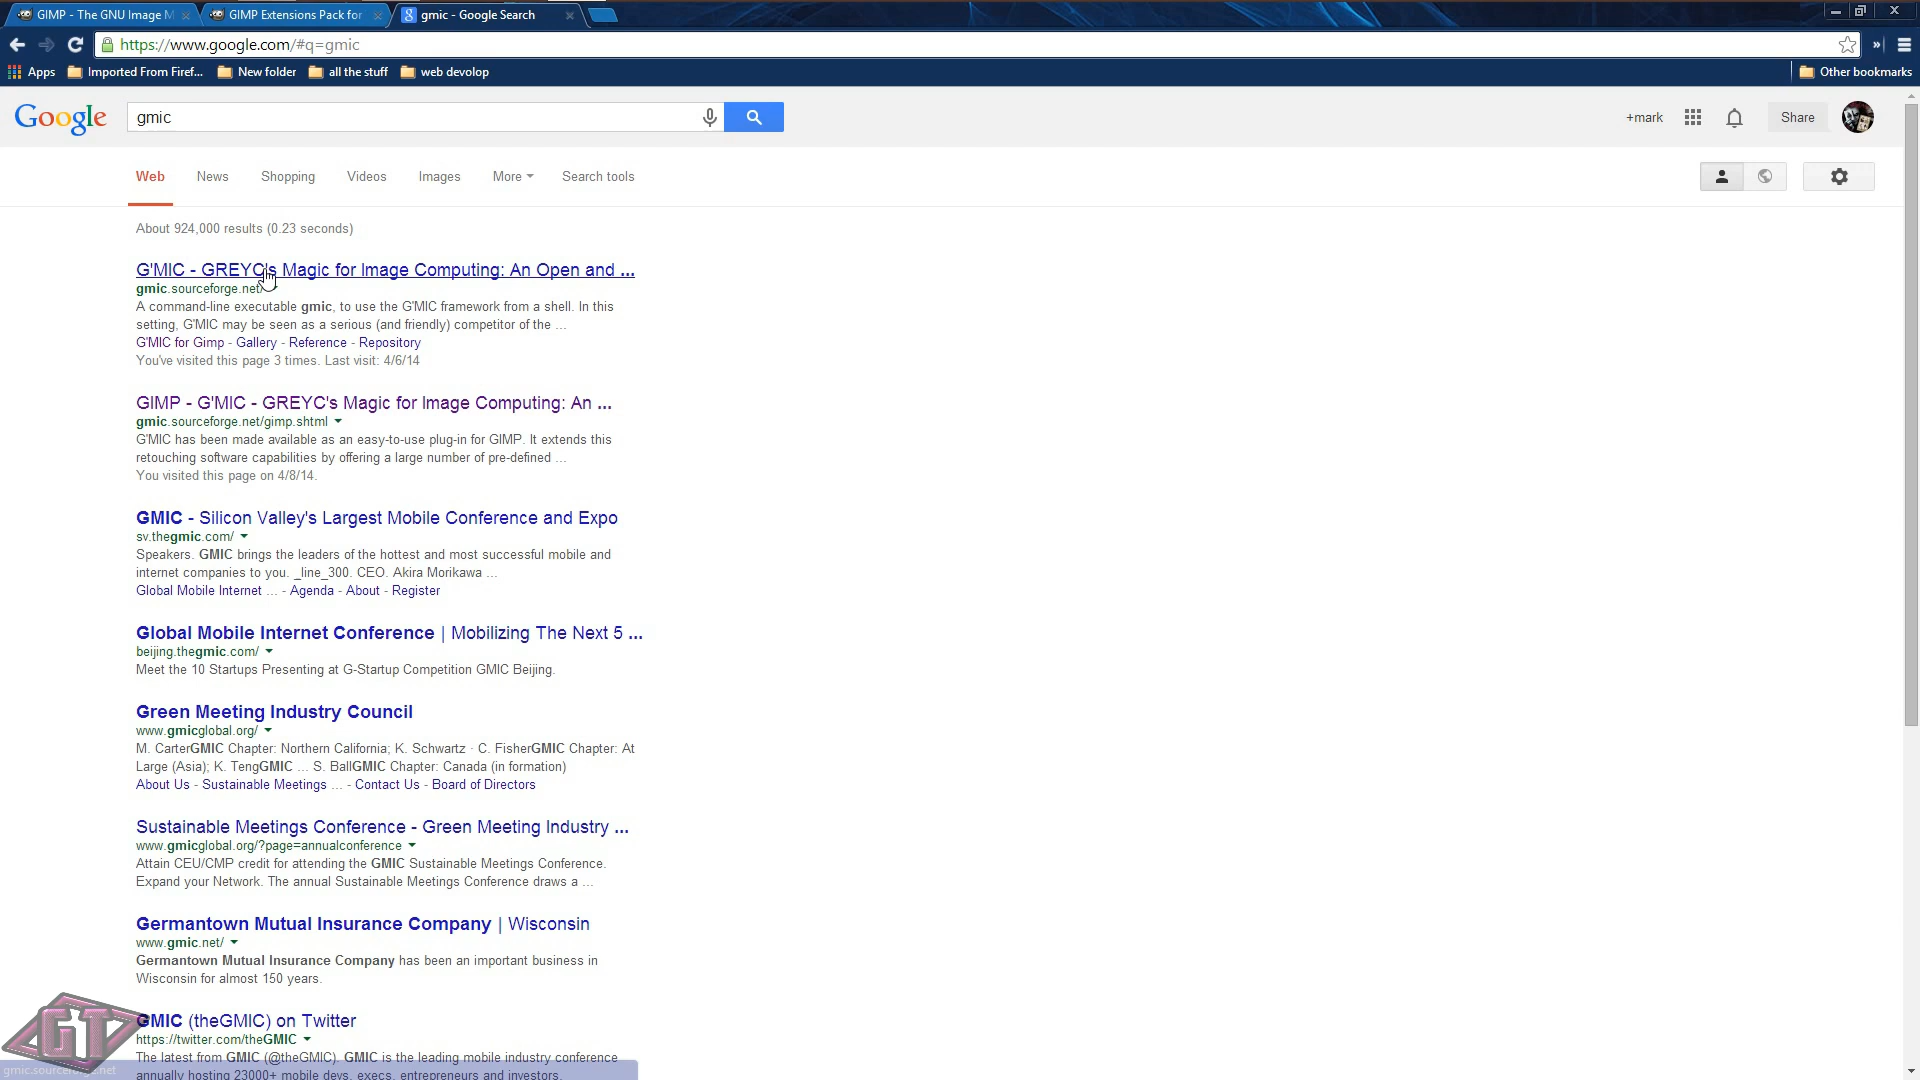 GIMP - The GNU Image M
GIMP Extensions Pack for
gmic - Google Search
https://www.google.com/#q=gmic
Apps
Imported From Firef...
New folder
all the stuff
web devolop
Other bookmarks
Google
gmic
+mark
Share
Web
News
Shopping
Videos
Images
More
Search tools
About 924,000 results (0.23 seconds)
G'MIC - GREYC's Magic for Image Computing: An Open and ...
gmic.sourceforge.net/
A command-line executable gmic, to use the G'MIC framework from a shell. In this
setting, G'MIC may be seen as a serious (and friendly) competitor of the ...
G'MIC for Gimp - Gallery - Reference - Repository
You've visited this page 3 times. Last visit: 4/6/14
GIMP - G'MIC - GREYC's Magic for Image Computing: An ...
gmic.sourceforge.net/gimp.shtml
G'MIC has been made available as an easy-to-use plug-in for GIMP. It extends this
retouching software capabilities by offering a large number of pre-defined ...
You visited this page on 4/8/14.
GMIC - Silicon Valley's Largest Mobile Conference and Expo
sv.thegmic.com/
Speakers. GMIC brings the leaders of the hottest and most successful mobile and
internet companies to you. _line_300. CEO. Akira Morikawa ...
Global Mobile Internet ... - Agenda - About - Register
Global Mobile Internet Conference | Mobilizing The Next 5 ...
beijing.thegmic.com/
Meet the 10 Startups Presenting at G-Startup Competition GMIC Beijing.
Green Meeting Industry Council
www.gmicglobal.org/
M. CarterGMIC Chapter: Northern California; K. Schwartz · C. FisherGMIC Chapter: At
Large (Asia); K. TengGMIC ... S. BallGMIC Chapter: Canada (in formation)
About Us - Sustainable Meetings ... - Contact Us - Board of Directors
Sustainable Meetings Conference - Green Meeting Industry ...
www.gmicglobal.org/?page=annualconference
Attain CEU/CMP credit for attending the GMIC Sustainable Meetings Conference.
Expand your Network. The annual Sustainable Meetings Conference draws a ...
Germantown Mutual Insurance Company | Wisconsin
www.gmic.net/
Germantown Mutual Insurance Company has been an important business in
Wisconsin for almost 150 years.
GMIC (theGMIC) on Twitter
https://twitter.com/theGMIC
The latest from GMIC (@theGMIC). GMIC is the leading mobile industry conference
annually hosting 23000+ mobile devs, execs, entrepreneurs and investors.
GT
gmic.sourceforge.net